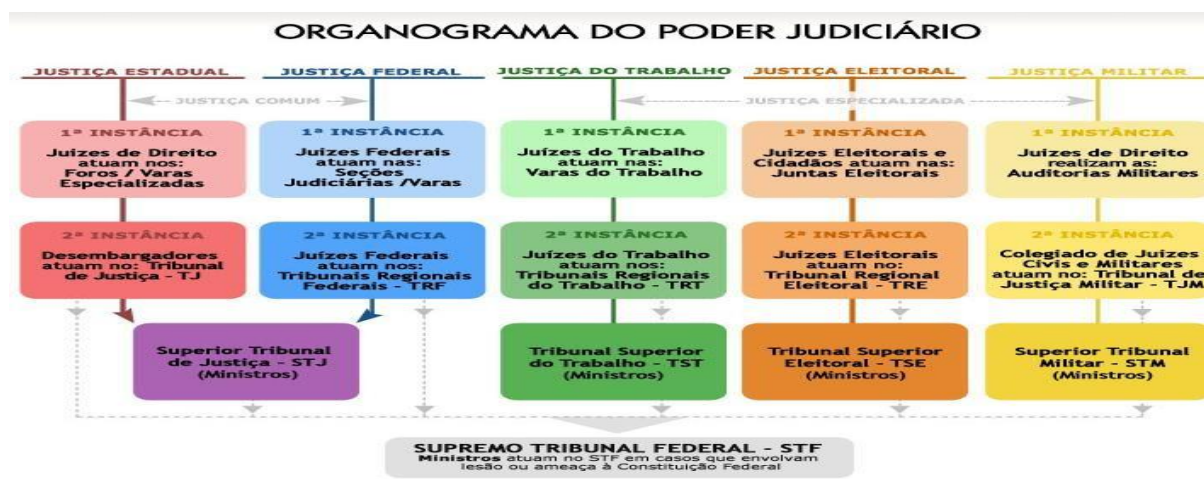 ORGANOGRAMA DO PODER JUDICIÁRIO
JUSTIÇA ESTADUAL
JUSTIÇA FEDERAL
JUSTIÇA DO TRABALHO
JUSTIÇA ELEITORAL
JUSTIÇA MILITAR
JUSTIÇA COMUM
JUSTIÇA ESPECIALIZADA
1ª INSTÂNCIA
Juizes de Direito
atuam nos:
Foros / Varas
Especializadas
1ª INSTÂNCIA
Juizes Federais
atuam nas:
Seções
Judiciárias /Varas
1ª INSTÂNCIA
Juízes do Trabalho
atuam nas:
Varas do Trabalho
1ª INSTÂNCIA
Juizes Eleitorais e
Cidadãos atuam nas:
Juntas Eleitorais
1ª INSTÂNCIA
Juizes de Direito
realizam as:
Auditorias Militares
2ª INSTÂNCIA
Desembargadores
atuam no: Tribunal
de Justiça - TJ
2ª INSTÂNCIA
Juízes Federais
atuam nos:
Tribunais Regionais
Federais - TRF
2ª INSTÂNCIA
Juízes do Trabalho
atuam nos:
Tribunais Regionais
do Trabalho - TRT
2ª INSTÂNCIA
Juizes Eleitorais
atuam no:
Tribunal Regional
Eleitoral - TRE
2ª INSTÂNCIA
Colegiado de Juizes
Civis e Militares
atuam no: Tribunal de
Justiça Militar - TJM
Superior Tribunal
de Justiça - STJ
(Ministros)
Tribunal Superior
do Trabalho - TST
(Ministros)
Tribunal Superior
Eleitoral - TSE
(Ministros)
Superior Tribunal
Militar - STM
(Ministros)
SUPREMO TRIBUNAL FEDERAL - STF
Ministros atuam no STF em casos que envolvam
lesão ou ameaça à Constituição Federal